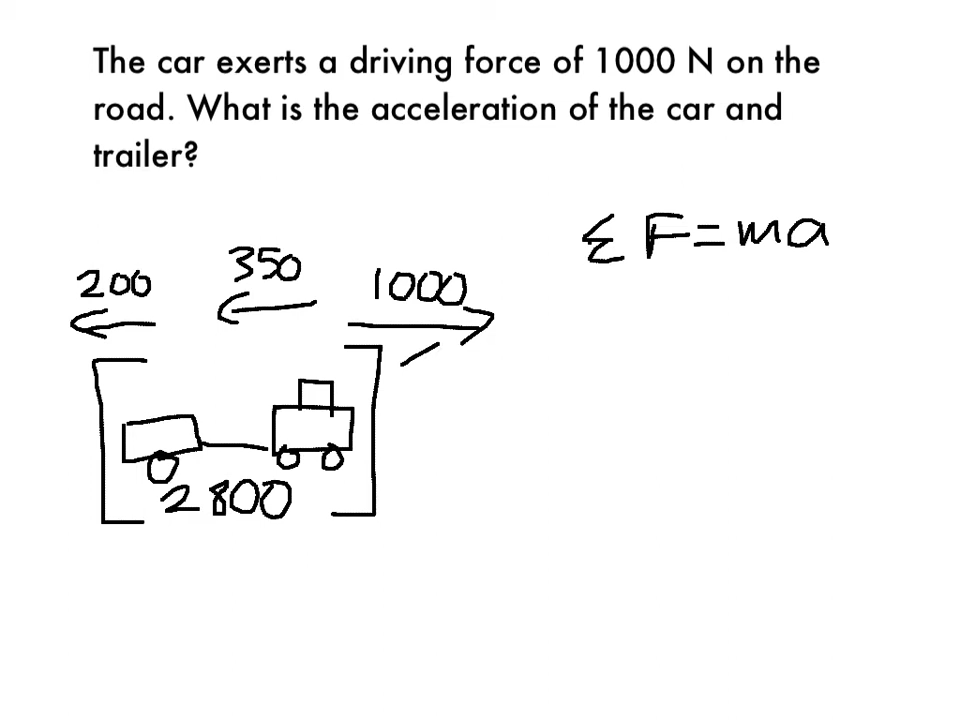 The car exerts a driving force of 1000 N on the
road. What is the acceleration of the car and
trailer?
Σ F = ma
200 350 1000
2800